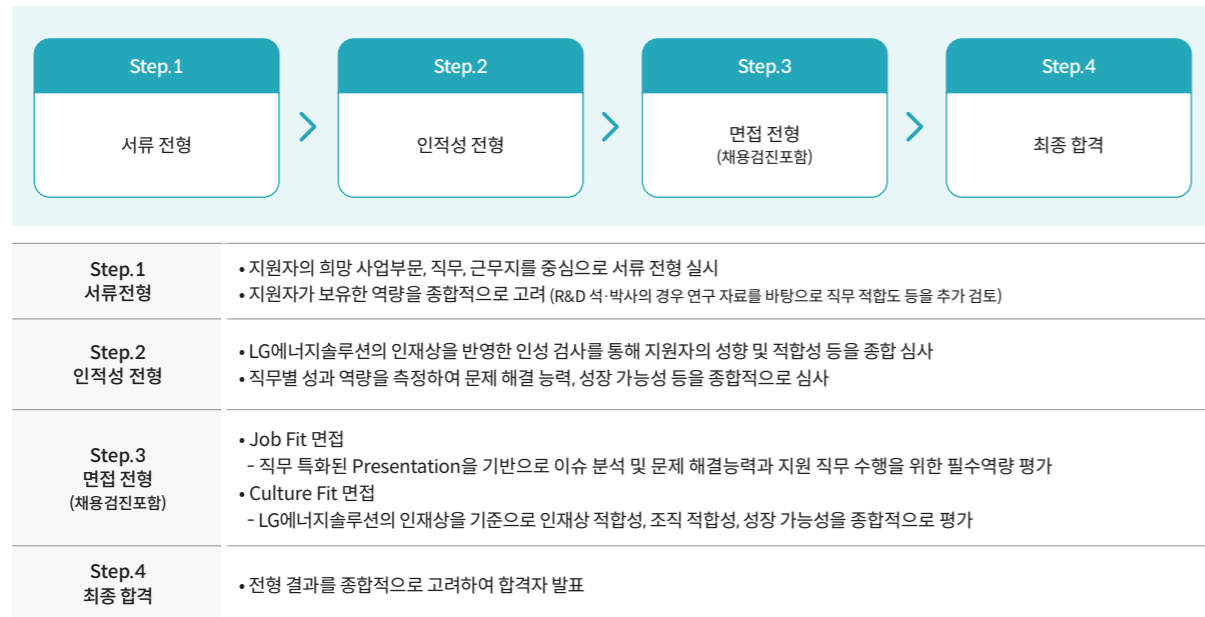 Step.1
서류 전형
Step.2
인적성 전형
Step.3
면접 전형
(채용검진포함)
Step.4
최종 합격
Step.1
서류전형
• 지원자의 희망 사업부문, 직무, 근무지를 중심으로 서류 전형 실시
• 지원자가 보유한 역량을 종합적으로 고려 (R&D 석·박사의 경우 연구 자료를 바탕으로 직무 적합도 등을 추가 검토)
Step.2
인적성 전형
• LG에너지솔루션의 인재상을 반영한 인성 검사를 통해 지원자의 성향 및 적합성 등을 종합 심사
• 직무별 성과 역량을 측정하여 문제 해결 능력, 성장 가능성 등을 종합적으로 심사
Step.3
면접 전형
(채용검진포함)
• Job Fit 면접
- 직무 특화된 Presentation을 기반으로 이슈 분석 및 문제 해결능력과 지원 직무 수행을 위한 필수역량 평가
• Culture Fit 면접
- LG에너지솔루션의 인재상을 기준으로 인재상 적합성, 조직 적합성, 성장 가능성을 종합적으로 평가
Step.4
최종 합격
• 전형 결과를 종합적으로 고려하여 합격자 발표